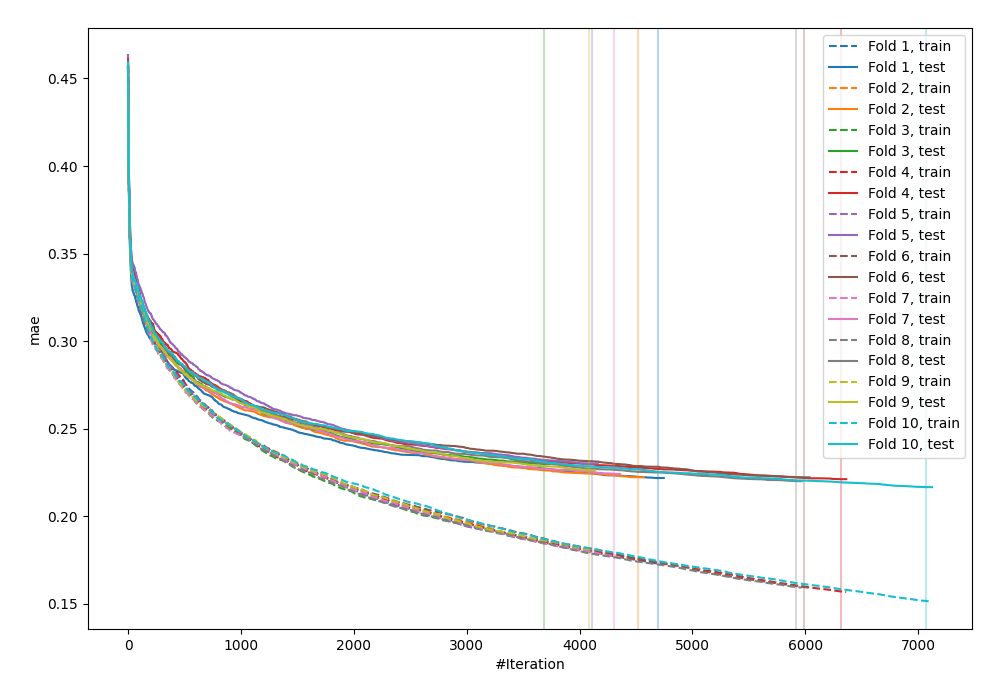 0.45
0.40
0.35
0.30
0.25
0.20
0.15
mae
0
1000
2000
3000
4000
5000
6000
7000
#Iteration
Fold 1, train
Fold 1, test
Fold 2, train
Fold 2, test
Fold 3, train
Fold 3, test
Fold 4, train
Fold 4, test
Fold 5, train
Fold 5, test
Fold 6, train
Fold 6, test
Fold 7, train
Fold 7, test
Fold 8, train
Fold 8, test
Fold 9, train
Fold 9, test
Fold 10, train
Fold 10, test